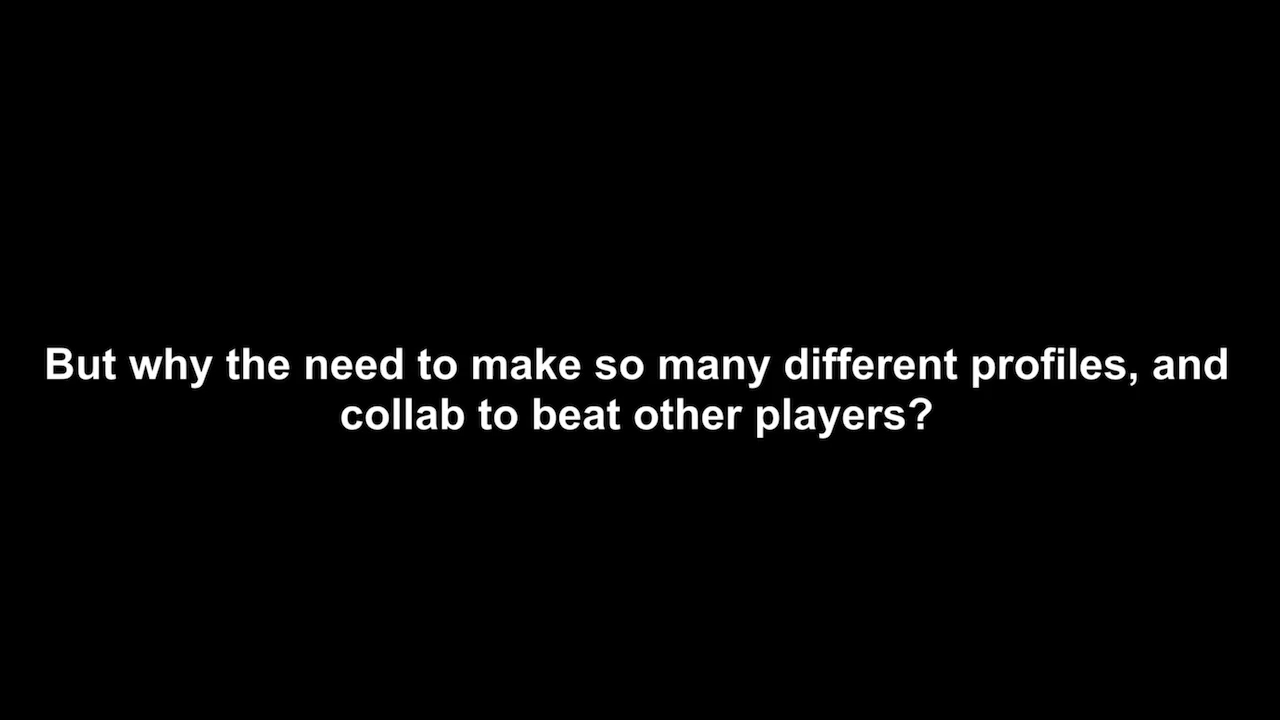 But why the need to make so many different profiles, and
collab to beat other players?